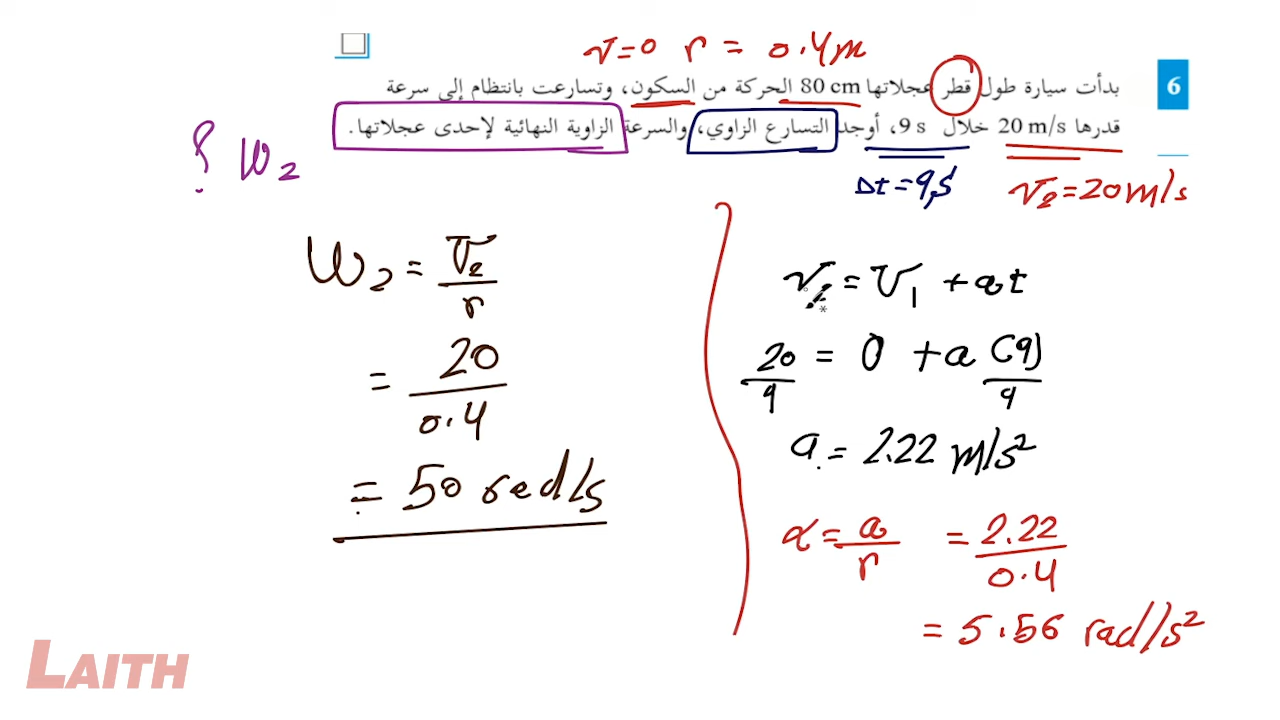 v=0 r = 0.4m
6
بدأت سيارة طول قطر عجلاتها 80 cm الحركة من السكون، وتسارعت بانتظام إلى سرعة
قدرها 20 m/s خلال 9 s، أوجد التسارع الزاوي، والسرعة الزاوية النهائية لإحدى عجلاتها.
Δt=9s
v₂=20m/s
؟ ω₂
ω₂ = v₂/r
= 20/0.4
= 50 rad/s
v₂ = v₁ + at
20/9 = 0 + a (9)/9
a = 2.22 m/s²
α = a/r = 2.22/0.4
= 5.56 rad/s²
LAITH